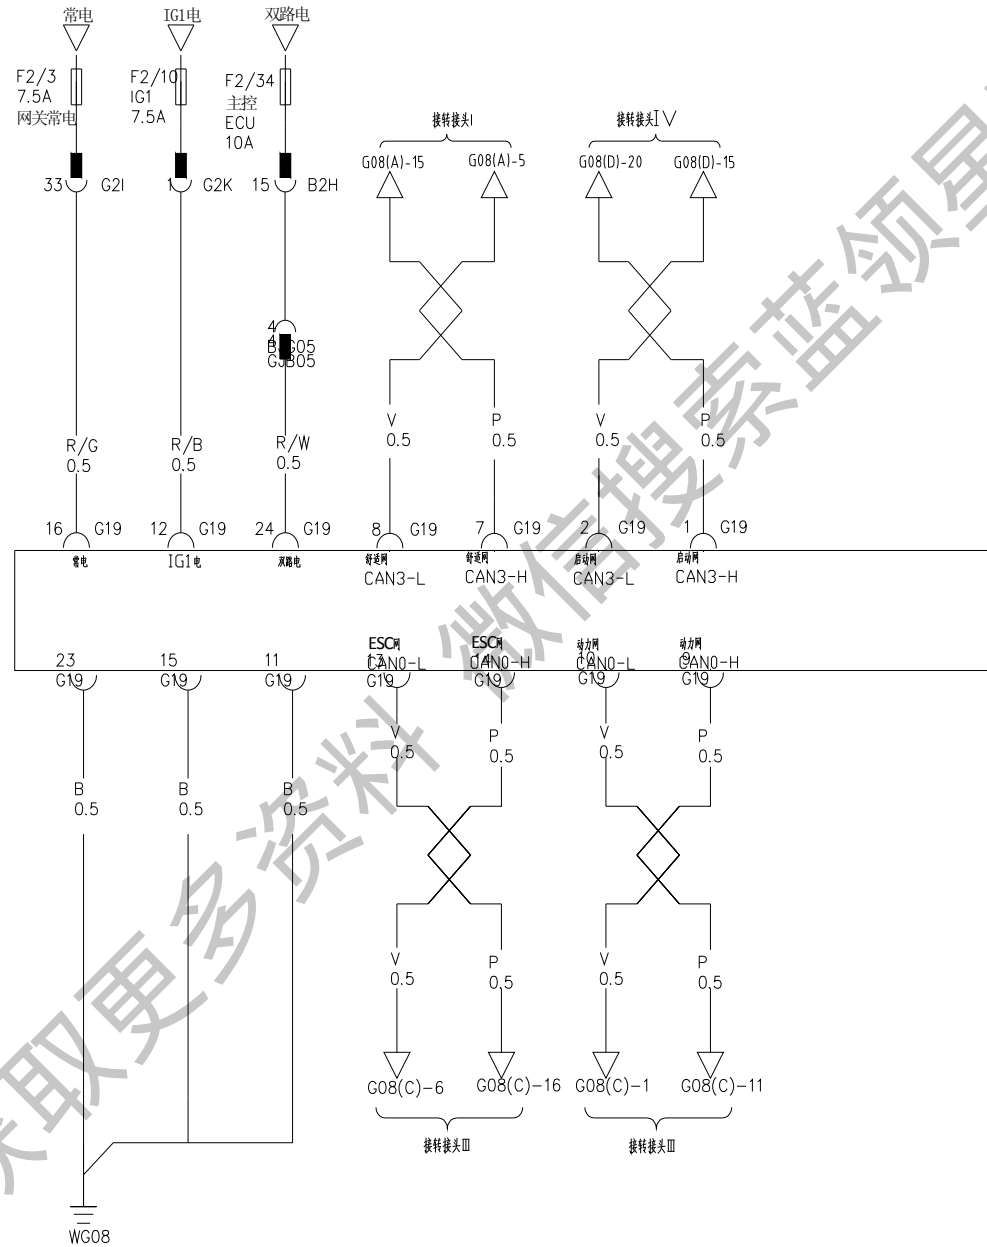 常电
IG1电
双路电
F2/3
7.5A
网关常电
F2/10
IG1
7.5A
F2/34
主控
ECU
10A
接转接头I
接转接头IV
G08(A)-15
G08(A)-5
G08(D)-20
G08(D)-15
33
G2I
1
G2K
15
B2H
4
4
BJG05
GJB05
R/G
0.5
R/B
0.5
R/W
0.5
V
0.5
P
0.5
V
0.5
P
0.5
16
G19
12
G19
24
G19
8
G19
7
G19
2
G19
1
G19
常电
IG1电
双路电
舒适网
CAN3-L
舒适网
CAN3-H
启动网
CAN3-L
启动网
CAN3-H
ESC网
CAN0-L
ESC网
CAN0-H
动力网
CAN0-L
动力网
CAN0-H
23
G19
15
G19
11
G19
13
G19
14
G19
10
G19
9
G19
V
0.5
P
0.5
V
0.5
P
0.5
B
0.5
B
0.5
B
0.5
V
0.5
P
0.5
V
0.5
P
0.5
G08(C)-6
G08(C)-16
G08(C)-1
G08(C)-11
接转接头III
接转接头III
WG08
获取更多资料 微信搜索蓝领星